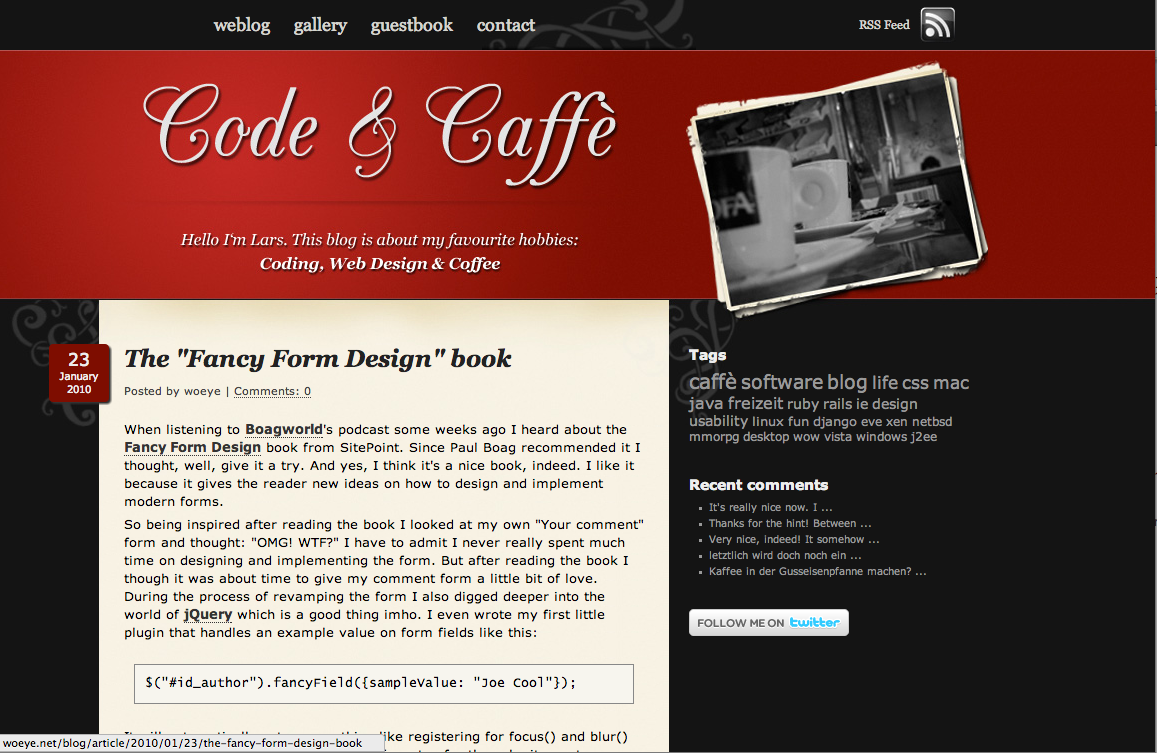 weblog gallery guestbook contact
RSS Feed
Code & Caffè
Hello I'm Lars. This blog is about my favourite hobbies:
Coding, Web Design & Coffee
23
January
2010
The "Fancy Form Design" book
Posted by woeye | Comments: 0
When listening to Boagworld's podcast some weeks ago I heard about the
Fancy Form Design book from SitePoint. Since Paul Boag recommended it I
thought, well, give it a try. And yes, I think it's a nice book, indeed. I like it
because it gives the reader new ideas on how to design and implement
modern forms.
So being inspired after reading the book I looked at my own "Your comment"
form and thought: "OMG! WTF?" I have to admit I never really spent much
time on designing and implementing the form. But after reading the book I
though it was about time to give my comment form a little bit of love.
During the process of revamping the form I also digged deeper into the
world of jQuery which is a good thing imho. I even wrote my first little
plugin that handles an example value on form fields like this:
$("#id_author").fancyField({sampleValue: "Joe Cool"});
like registering for focus() and blur()
woeye.net/blog/article/2010/01/23/the-fancy-form-design-book
Tags
caffè software blog life css mac
java freizeit ruby rails ie design
usability linux fun django eve xen netbsd
mmorpg desktop wow vista windows j2ee
Recent comments
It's really nice now. I ...
Thanks for the hint! Between ...
Very nice, indeed! It somehow ...
letztlich wird doch noch ein ...
Kaffee in der Gusseisenpfanne machen? ...
FOLLOW ME ON twitter